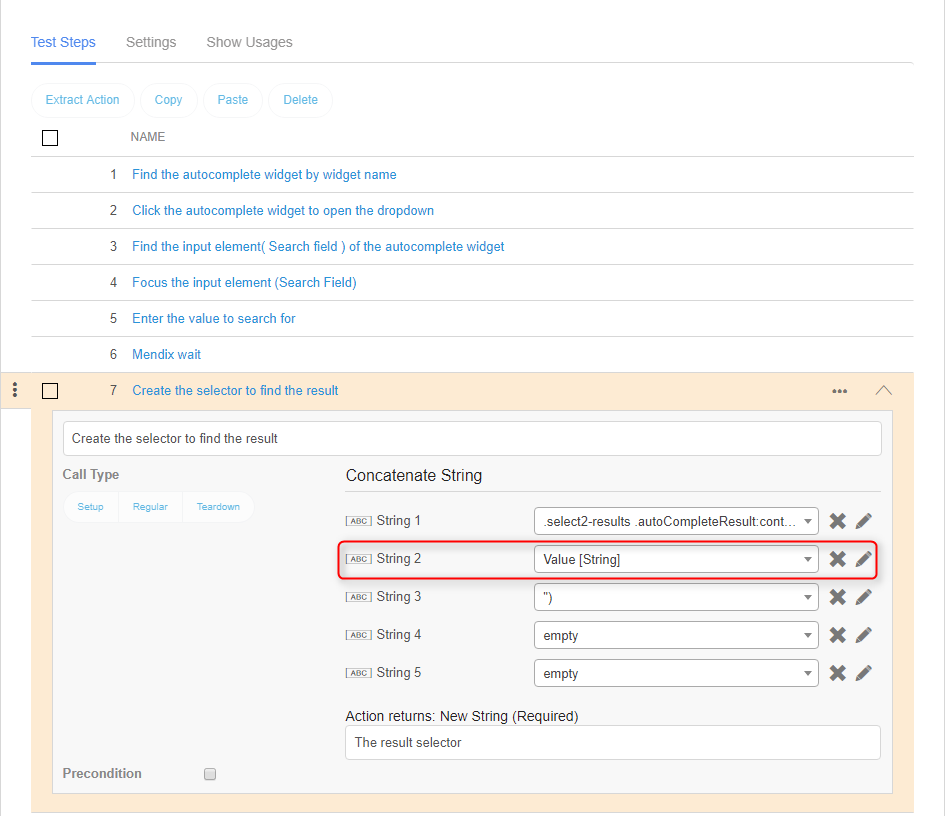 Test Steps Settings Show Usages
Extract Action Copy Paste Delete
NAME
1 Find the autocomplete widget by widget name
2 Click the autocomplete widget to open the dropdown
3 Find the input element( Search field ) of the autocomplete widget
4 Focus the input element (Search Field)
5 Enter the value to search for
6 Mendix wait
7 Create the selector to find the result
Create the selector to find the result
Call Type
Setup Regular Teardown
Concatenate String
[ABC] String 1 .select2-results .autoCompleteResult:cont...
[ABC] String 2 Value [String]
[ABC] String 3 ")
[ABC] String 4 empty
[ABC] String 5 empty
Action returns: New String (Required)
The result selector
Precondition